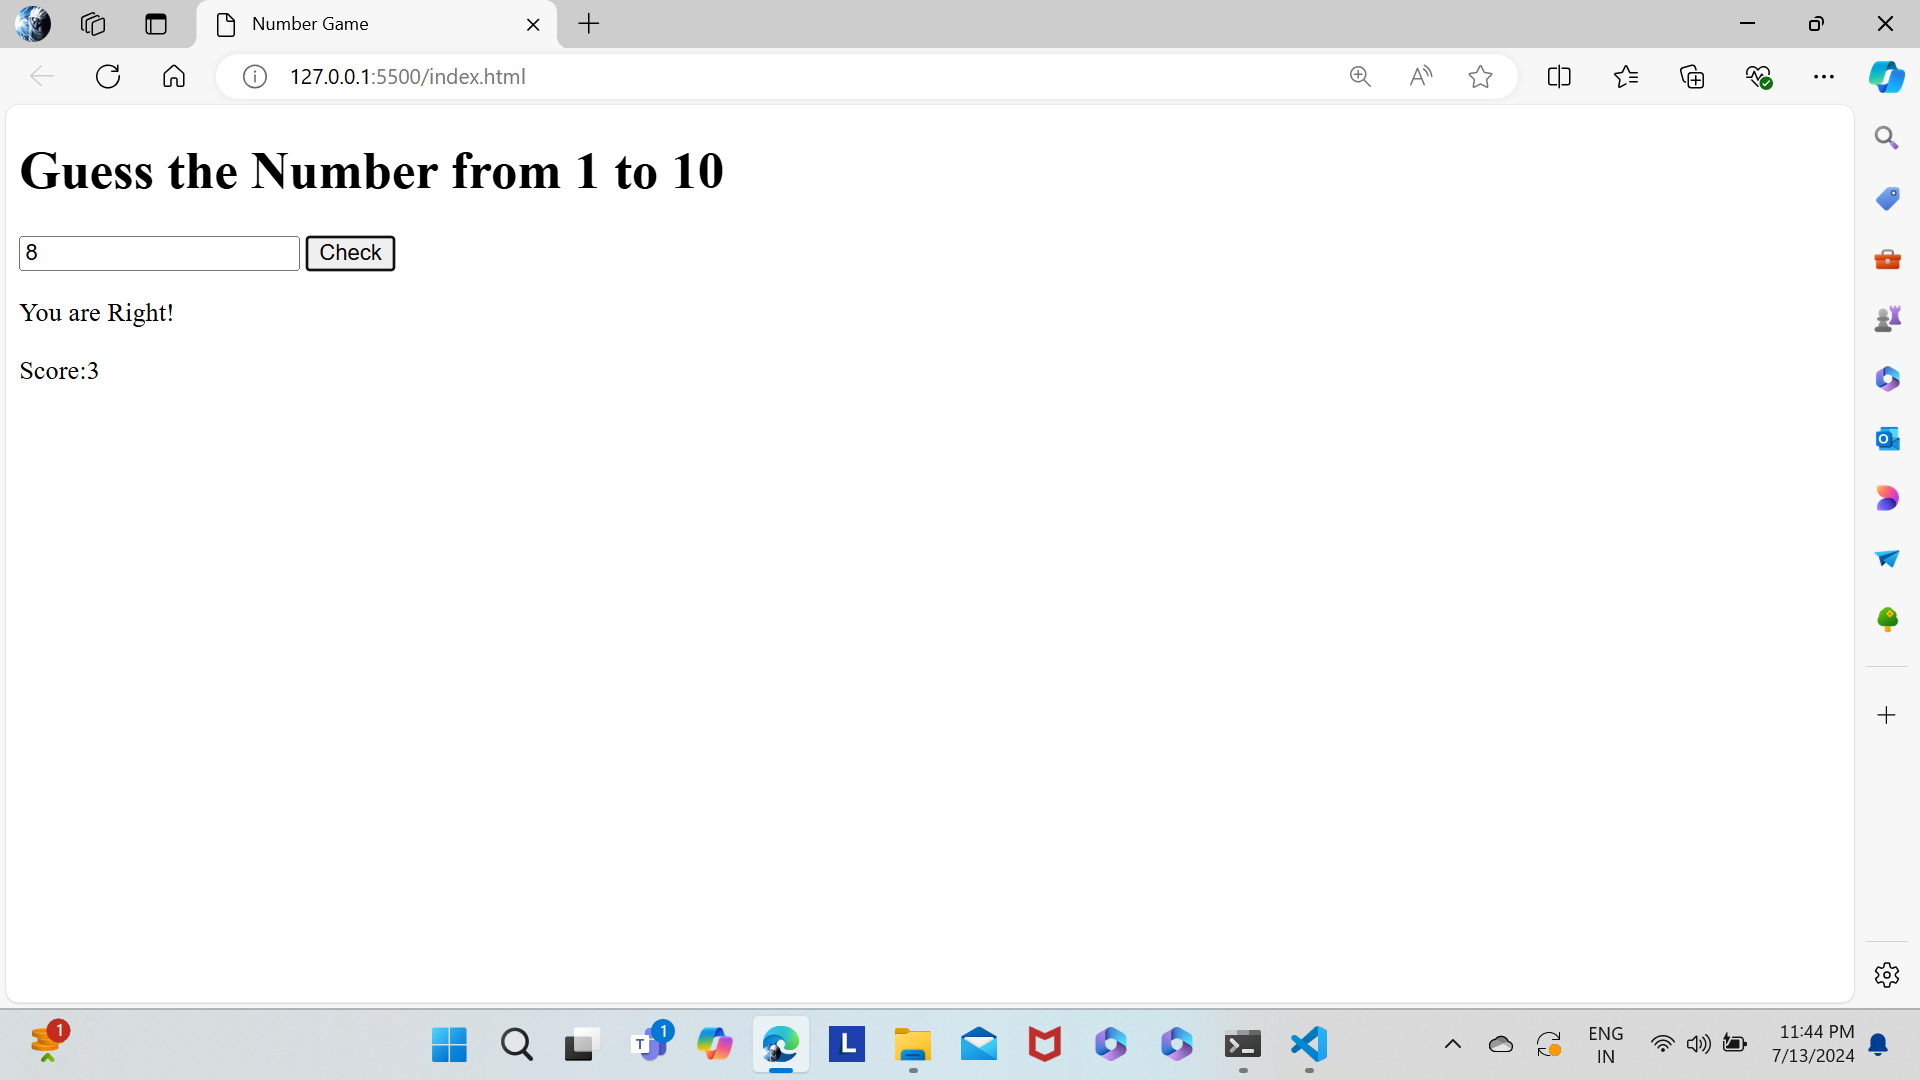 Number Game
127.0.0.1:5500/index.html
Guess the Number from 1 to 10
8
Check
You are Right!
Score:3
1
T
1
L
ENG
IN
11:44 PM
7/13/2024